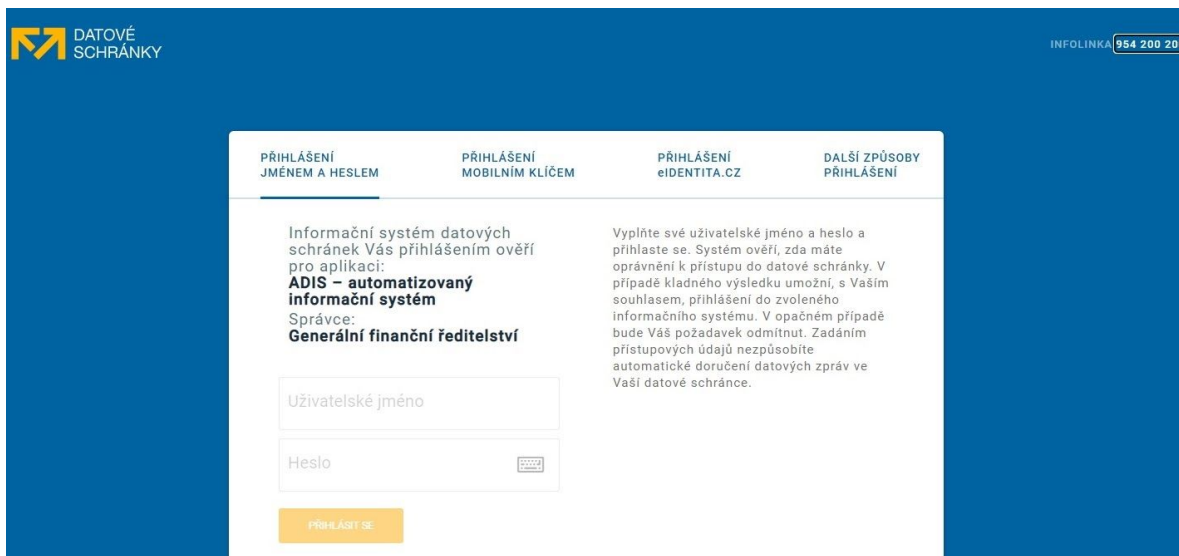 DATOVÉ
SCHRÁNKY
INFOLINKA 954 200 20
PŘIHLÁŠENÍ
JMÉNEM A HESLEM
PŘIHLÁŠENÍ
MOBILNÍM KLÍČEM
PŘIHLÁŠENÍ
eIDENTITA.CZ
DALŠÍ ZPŮSOBY
PŘIHLÁŠENÍ
Informační systém datových
schránek Vás přihlášením ověří
pro aplikaci:
ADIS – automatizovaný
informační systém
Správce:
Generální finanční ředitelství
Uživatelské jméno
Heslo
PŘIHLÁSIT SE
Vyplňte své uživatelské jméno a heslo a
přihlaste se. Systém ověří, zda máte
oprávnění k přístupu do datové schránky. V
případě kladného výsledku umožní, s Vaším
souhlasem, přihlášení do zvoleného
informačního systému. V opačném případě
bude Váš požadavek odmítnut. Zadáním
přístupových údajů nezpůsobíte
automatické doručení datových zpráv ve
Vaší datové schránce.